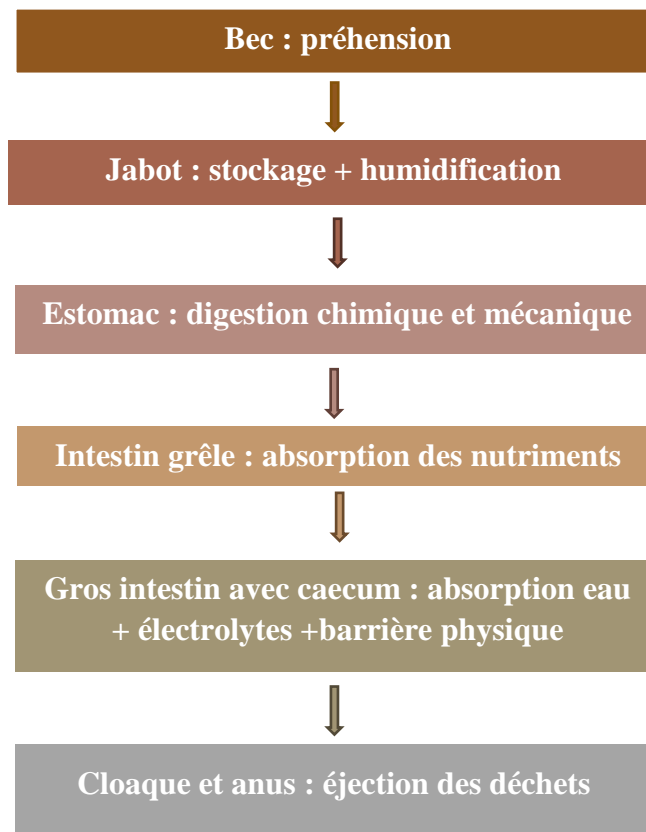 Bec : préhension
Jabot : stockage + humidification
Estomac : digestion chimique et mécanique
Intestin grêle : absorption des nutriments
Gros intestin avec caecum : absorption eau
+ électrolytes +barrière physique
Cloaque et anus : éjection des déchets